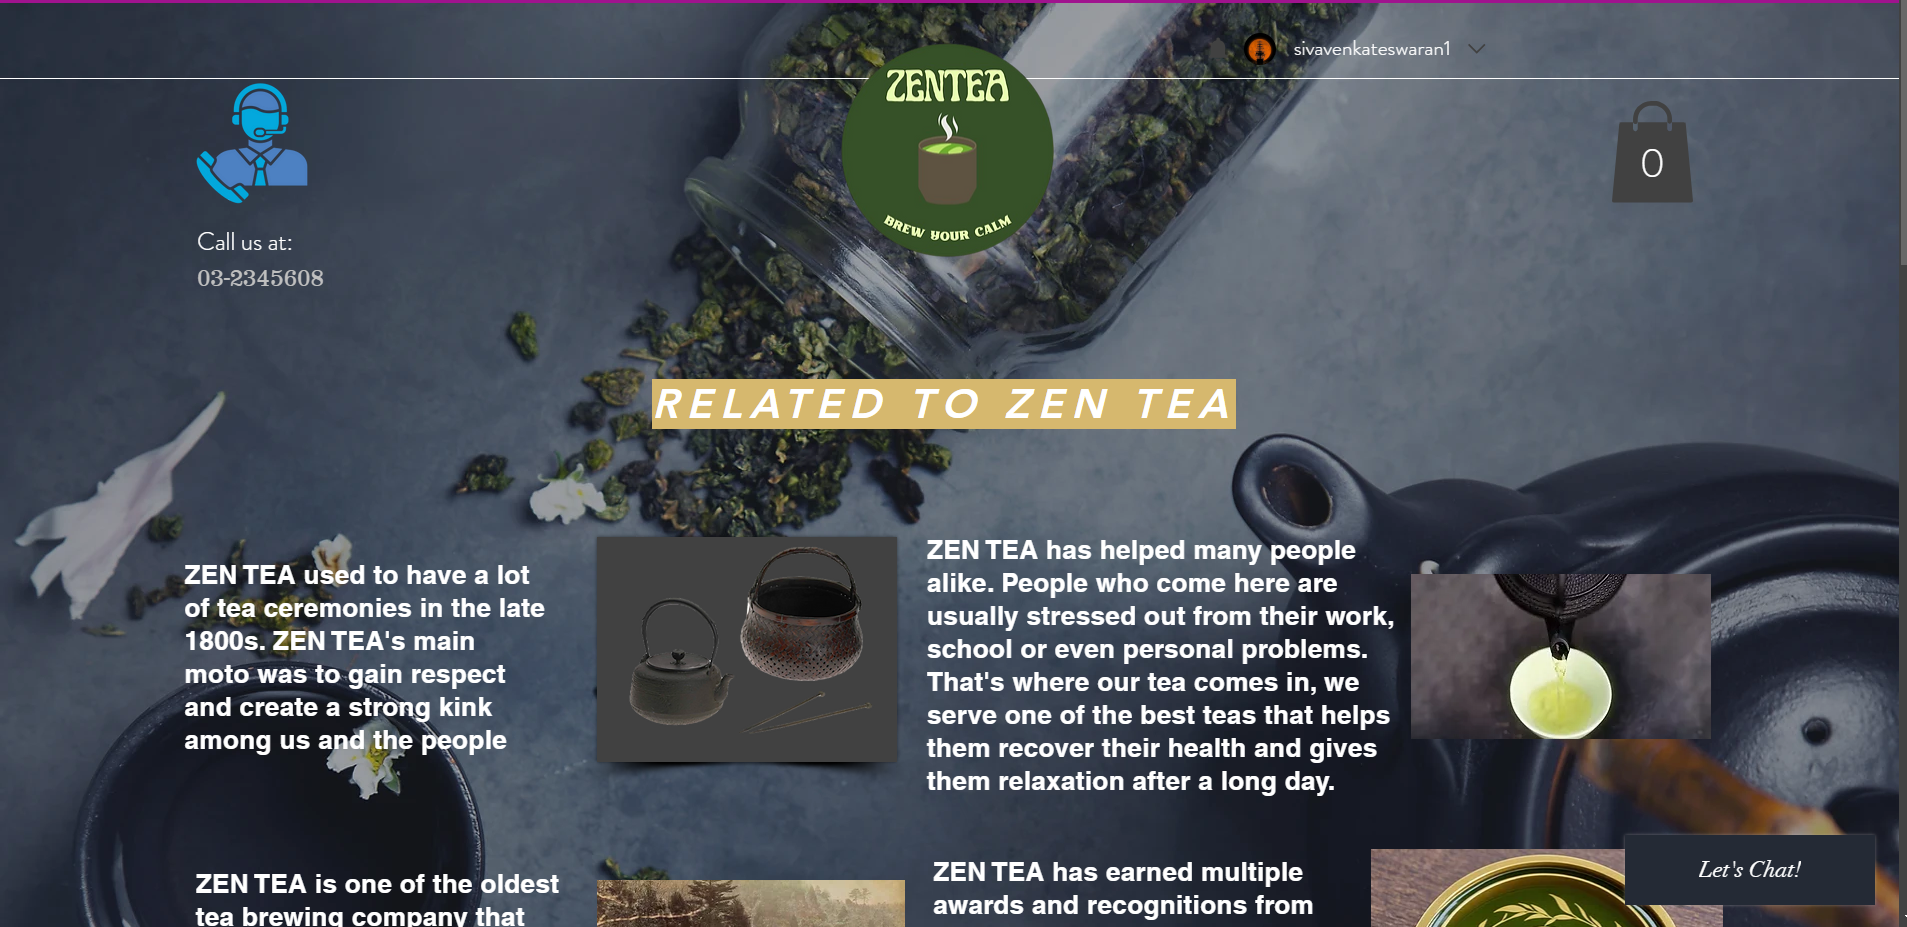 sivavenkateswaran1
ZENTEA
BREW YOUR CALM
0
Call us at:
03-2345608
RELATED TO ZEN TEA
ZEN TEA used to have a lot
of tea ceremonies in the late
1800s. ZEN TEA's main
moto was to gain respect
and create a strong kink
among us and the people
ZEN TEA has helped many people
alike. People who come here are
usually stressed out from their work,
school or even personal problems.
That's where our tea comes in, we
serve one of the best teas that helps
them recover their health and gives
them relaxation after a long day.
ZEN TEA is one of the oldest
tea brewing company that
ZEN TEA has earned multiple
awards and recognitions from
Let's Chat!